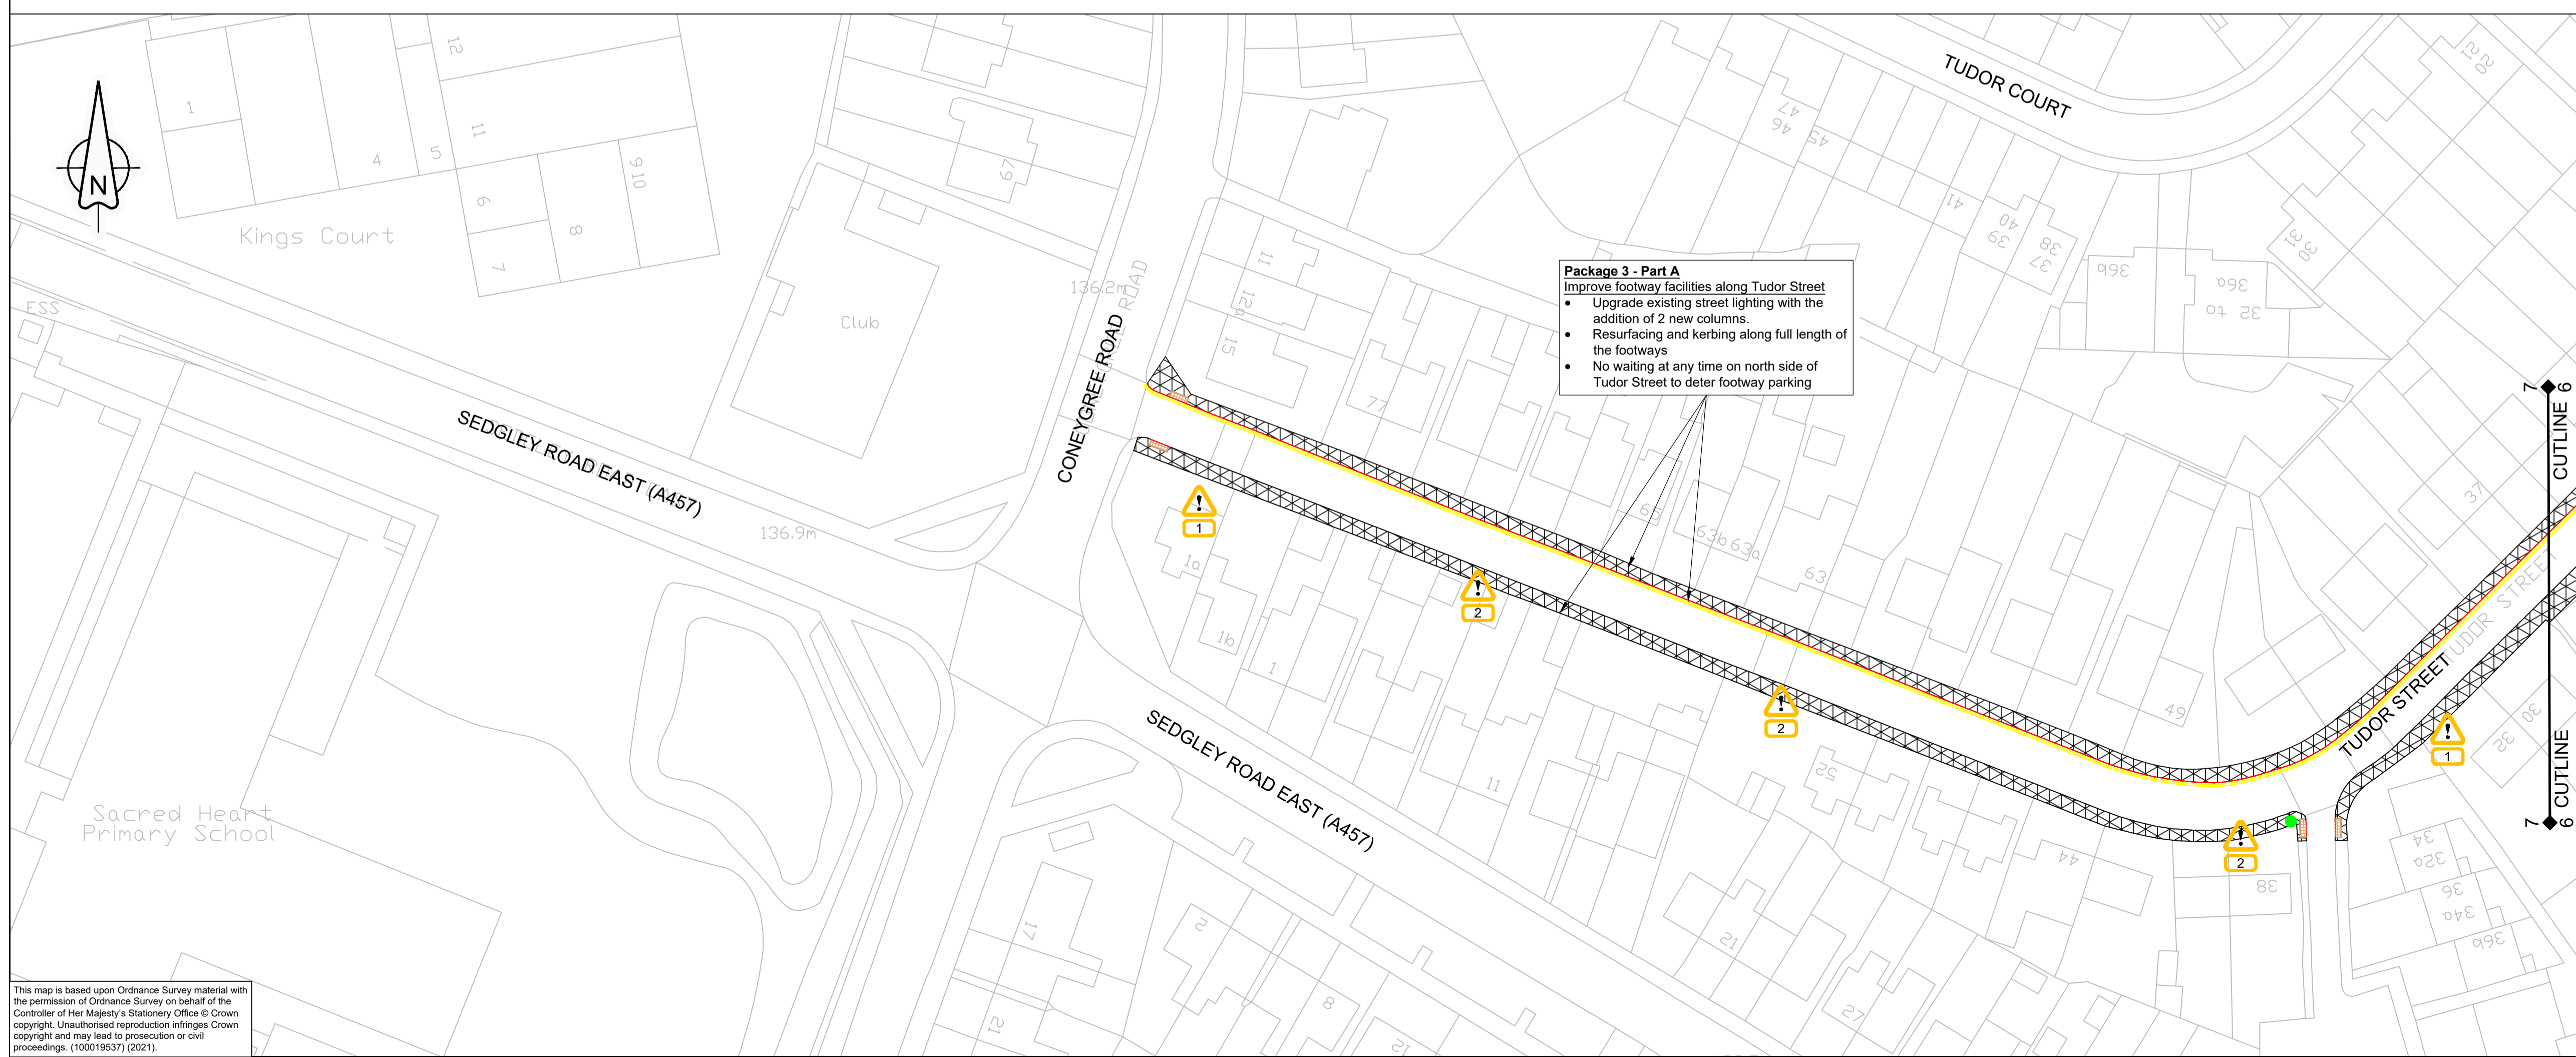 12
1
11
4
5
9 10
6
8
7
N
Kings Court
ESS
SEDGLEY ROAD EAST (A457)
136.9m
Club
79
136.2m
CONEYGREE ROAD
11
12a
15
77
TUDOR COURT
47
46
45
41
40
39
38
37
36b
36a
32 to
31
30
21
20
Package 3 - Part A
Improve footway facilities along Tudor Street
• Upgrade existing street lighting with the
addition of 2 new columns.
• Resurfacing and kerbing along full length of
the footways
• No waiting at any time on north side of
Tudor Street to deter footway parking
65
63b 63a
63
49
37
7 6
CUTLINE
TUDOR STREET
TUDOR STREET
CUTLINE
7 6
! 1
! 2
! 2
! 2
! 1
1a
1b
1
11
52
44
38
30
32
34
32a
36
34a
36b
SEDGLEY ROAD EAST (A457)
Sacred Heart
Primary School
17
21
2
8
12
21
27
This map is based upon Ordnance Survey material with
the permission of Ordnance Survey on behalf of the
Controller of Her Majesty's Stationery Office © Crown
copyright. Unauthorised reproduction infringes Crown
copyright and may lead to prosecution or civil
proceedings. (100019537) (2021).